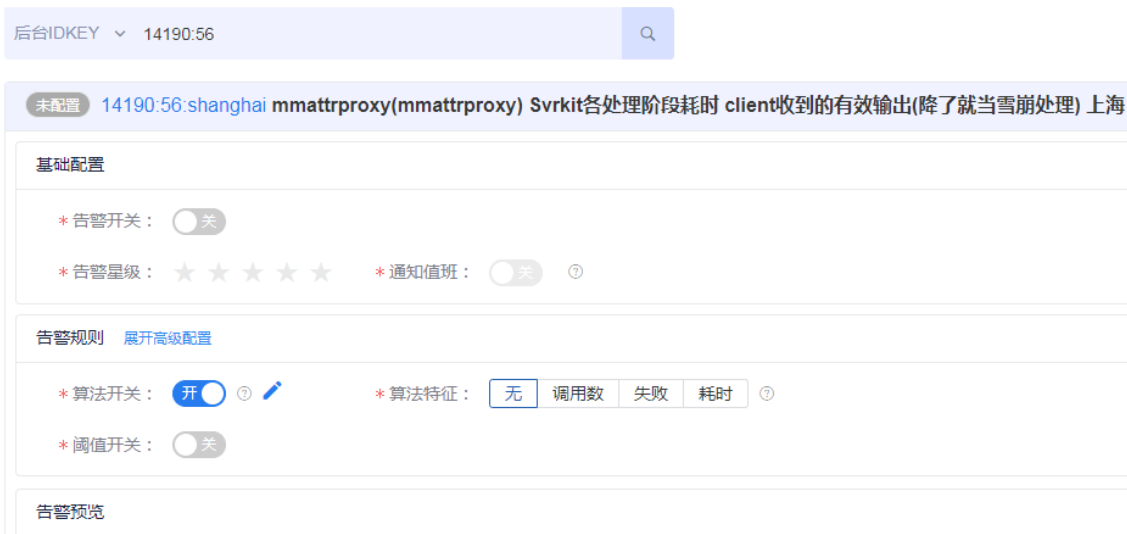 后台IDKEY 14190:56
未配置 14190:56:shanghai mmattrproxy(mmattrproxy) Svrkit各处理阶段耗时 client收到的有效输出(降了就当雪崩处理) 上海
基础配置
*告警开关： 关
*告警星级： ★ ★ ★ ★ ★ *通知值班： 关 ?
告警规则 展开高级配置
*算法开关： 开 ? *算法特征： 无 调用数 失败 耗时 ?
*阈值开关： 关
告警预览